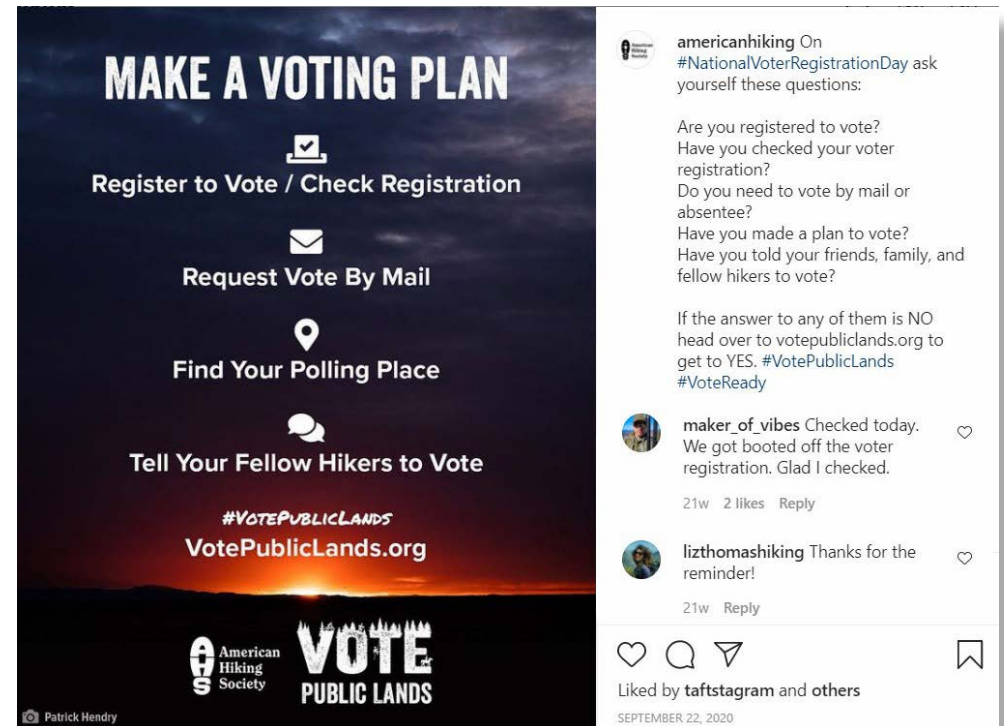 MAKE A VOTING PLAN
Register to Vote / Check Registration
Request Vote By Mail
Find Your Polling Place
Tell Your Fellow Hikers to Vote
#VOTEPUBLICLANDS
VotePublicLands.org
AHS
American
Hiking
Society
VOTE
PUBLIC LANDS
Patrick Hendry
American
Hiking
Society
americanhiking On
#NationalVoterRegistrationDay ask
yourself these questions:
Are you registered to vote?
Have you checked your voter
registration?
Do you need to vote by mail or
absentee?
Have you made a plan to vote?
Have you told your friends, family, and
fellow hikers to vote?
If the answer to any of them is NO
head over to votepubliclands.org to
get to YES. #VotePublicLands
#VoteReady
maker_of_vibes Checked today.
We got booted off the voter
registration. Glad I checked.
21w 2 likes Reply
lizthomashiking Thanks for the
reminder!
21w Reply
Liked by taftstagram and others
SEPTEMBER 22, 2020